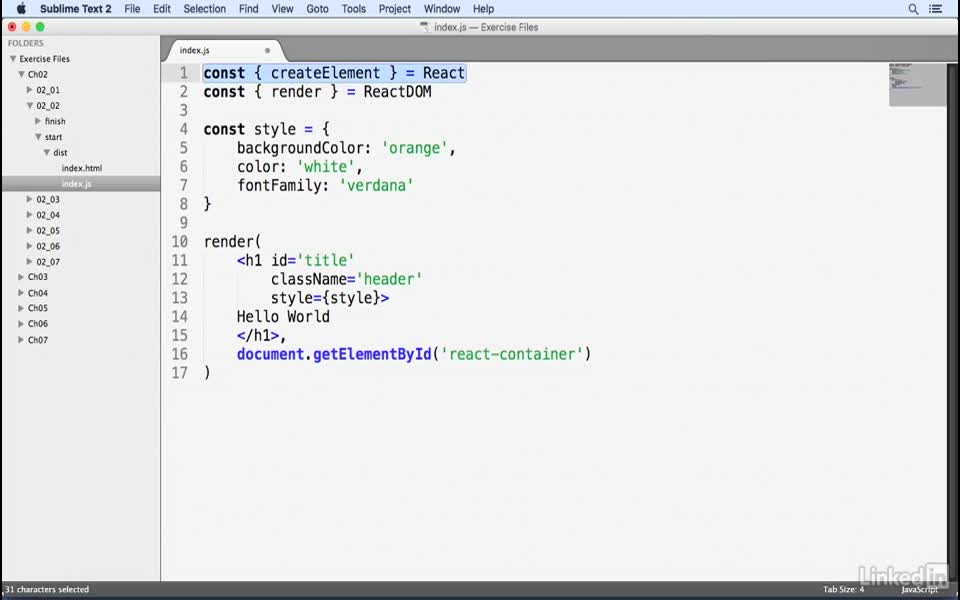 Sublime Text 2 File Edit Selection Find View Goto Tools Project Window Help
index.js — Exercise Files
FOLDERS
Exercise Files
Ch02
02_01
02_02
finish
start
dist
index.html
index.js
02_03
02_04
02_05
02_06
02_07
Ch03
Ch04
Ch05
Ch06
Ch07
index.js
1 const { createElement } = React
2 const { render } = ReactDOM
3
4 const style = {
5 backgroundColor: 'orange',
6 color: 'white',
7 fontFamily: 'verdana'
8 }
9
10 render(
11 <h1 id='title'
12 className='header'
13 style={style}>
14 Hello World
15 </h1>,
16 document.getElementById('react-container')
17 )
LinkedIn
31 characters selected
Tab Size: 4 JavaScript